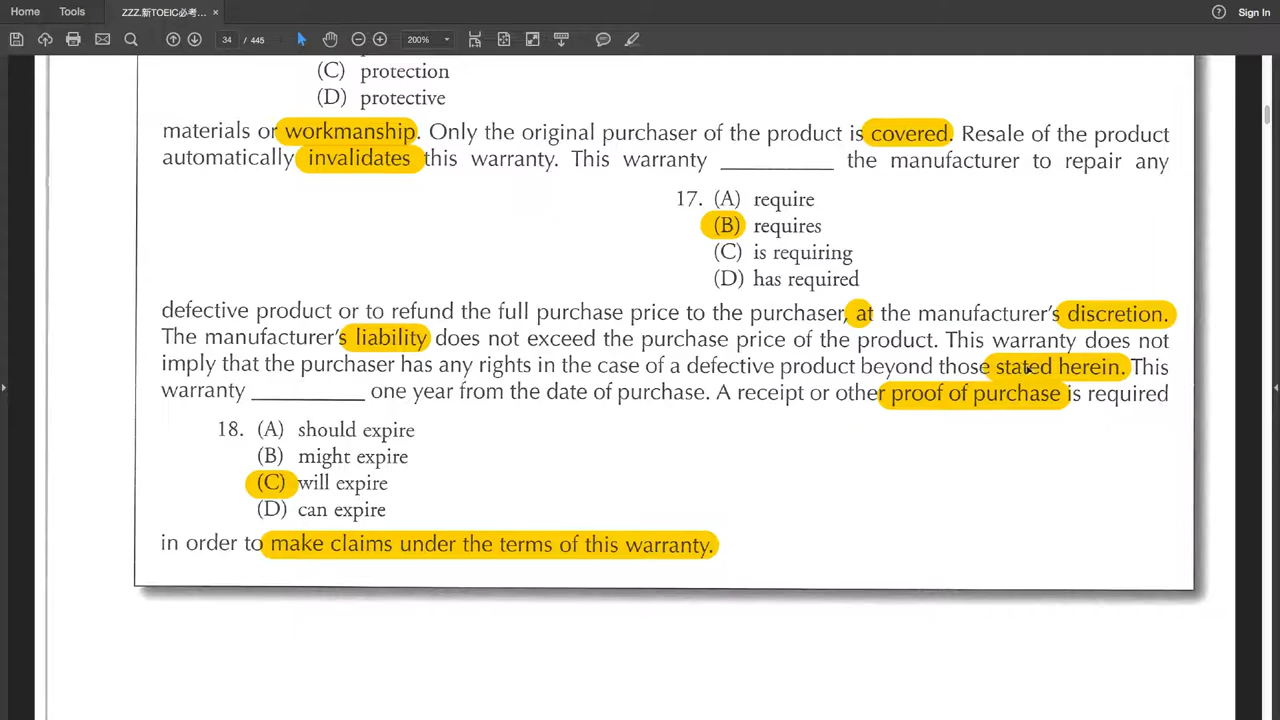 Home Tools ZZZ.新TOEIC必考... × ? Sign In
34 / 445 200%
(C) protection
(D) protective
materials or workmanship. Only the original purchaser of the product is covered. Resale of the product
automatically invalidates this warranty. This warranty __________ the manufacturer to repair any
17. (A) require
(B) requires
(C) is requiring
(D) has required
defective product or to refund the full purchase price to the purchaser, at the manufacturer's discretion.
The manufacturer's liability does not exceed the purchase price of the product. This warranty does not
imply that the purchaser has any rights in the case of a defective product beyond those stated herein. This
warranty __________ one year from the date of purchase. A receipt or other proof of purchase is required
18. (A) should expire
(B) might expire
(C) will expire
(D) can expire
in order to make claims under the terms of this warranty.